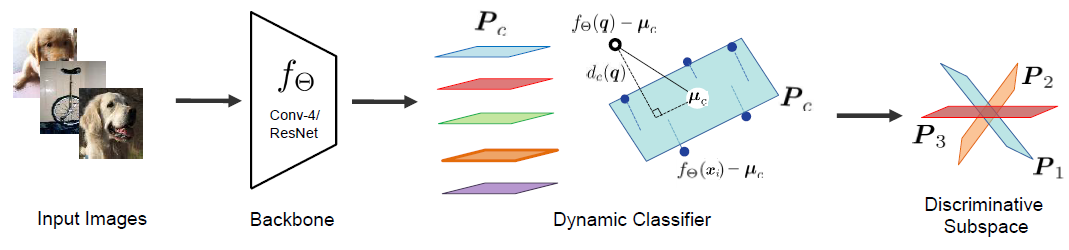 P_c
f_Θ(q) − μ_c
f_Θ
d_c(q)
Conv-4/
ResNet
μ_c
P_c
P_2
P_3
P_1
f_Θ(x_i) − μ_c
Input Images
Backbone
Dynamic Classifier
Discriminative
Subspace